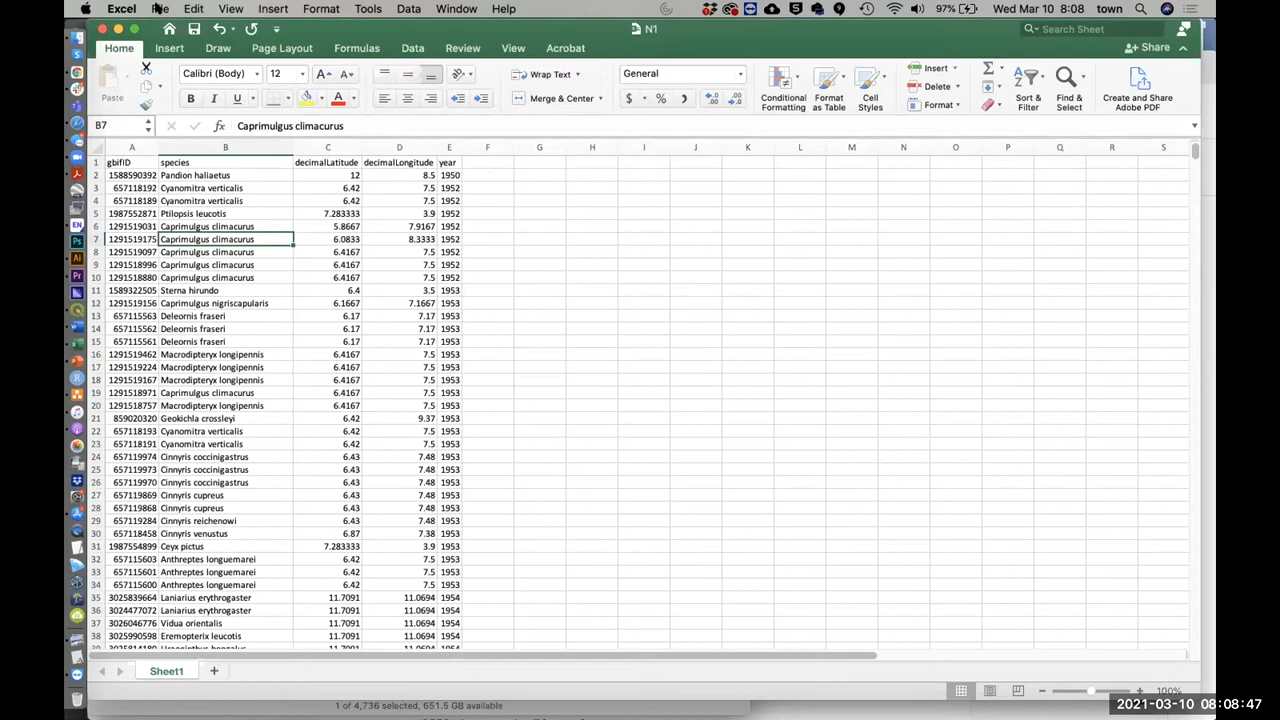 Excel File Edit View Insert Format Tools Data Window Help 97% Wed Mar 10 8:08 town
N1 Search Sheet
Home Insert Draw Page Layout Formulas Data Review View Acrobat Share
Paste Calibri (Body) 12 Wrap Text General Insert
B I U A Merge & Center $ % Conditional Formatting Format as Table Cell Styles Delete Format Sort & Filter Find & Select Create and Share Adobe PDF
B7 fx Caprimulgus climacurus
A B C D E F G H I J K L M N O P Q R S
1 gbifID species decimalLatitude decimalLongitude year
2 1588590392 Pandion haliaetus 12 8.5 1950
3 657118192 Cyanomitra verticalis 6.42 7.5 1952
4 657118189 Cyanomitra verticalis 6.42 7.5 1952
5 1987552871 Ptilopsis leucotis 7.283333 3.9 1952
6 1291519031 Caprimulgus climacurus 5.8667 7.9167 1952
7 1291519175 Caprimulgus climacurus 6.0833 8.3333 1952
8 1291519097 Caprimulgus climacurus 6.4167 7.5 1952
9 1291518996 Caprimulgus climacurus 6.4167 7.5 1952
10 1291518880 Caprimulgus climacurus 6.4167 7.5 1952
11 1589322505 Sterna hirundo 6.4 3.5 1953
12 1291519156 Caprimulgus nigriscapularis 6.1667 7.1667 1953
13 657115563 Deleornis fraseri 6.17 7.17 1953
14 657115562 Deleornis fraseri 6.17 7.17 1953
15 657115561 Deleornis fraseri 6.17 7.17 1953
16 1291519462 Macrodipteryx longipennis 6.4167 7.5 1953
17 1291519224 Macrodipteryx longipennis 6.4167 7.5 1953
18 1291519167 Macrodipteryx longipennis 6.4167 7.5 1953
19 1291518971 Caprimulgus climacurus 6.4167 7.5 1953
20 1291518757 Macrodipteryx longipennis 6.4167 7.5 1953
21 859020320 Geokichla crossleyi 6.42 9.37 1953
22 657118193 Cyanomitra verticalis 6.42 7.5 1953
23 657118191 Cyanomitra verticalis 6.42 7.5 1953
24 657119974 Cinnyris coccinigastrus 6.43 7.48 1953
25 657119973 Cinnyris coccinigastrus 6.43 7.48 1953
26 657119970 Cinnyris coccinigastrus 6.43 7.48 1953
27 657119869 Cinnyris cupreus 6.43 7.48 1953
28 657119868 Cinnyris cupreus 6.43 7.48 1953
29 657119284 Cinnyris reichenowi 6.43 7.48 1953
30 657118458 Cinnyris venustus 6.87 7.38 1953
31 1987554899 Ceyx pictus 7.283333 3.9 1953
32 657115603 Anthreptes longuemarei 6.42 7.5 1953
33 657115601 Anthreptes longuemarei 6.42 7.5 1953
34 657115600 Anthreptes longuemarei 6.42 7.5 1953
35 3025839664 Laniarius erythrogaster 11.7091 11.0694 1954
36 3024477072 Laniarius erythrogaster 11.7091 11.0694 1954
37 3026046776 Vidua orientalis 11.7091 11.0694 1954
38 3025990598 Eremopterix leucotis 11.7091 11.0694 1954
Sheet1
100%
1 of 4,736 selected, 651.5 GB available
2021-03-10 08:08:47